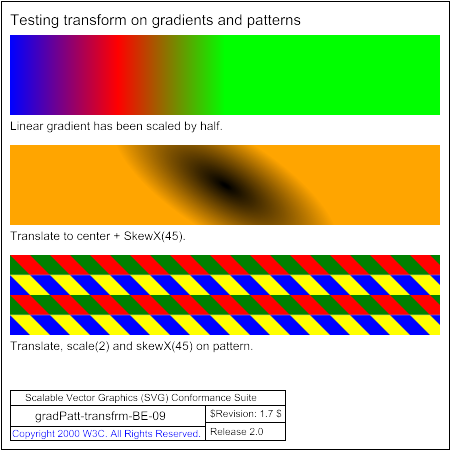 Testing transform on gradients and patterns
Linear gradient has been scaled by half.
Translate to center + SkewX(45).
Translate, scale(2) and skewX(45) on pattern.
Scalable Vector Graphics (SVG) Conformance Suite
gradPatt-transfrm-BE-09
$Revision: 1.7 $
Copyright 2000 W3C. All Rights Reserved.
Release 2.0